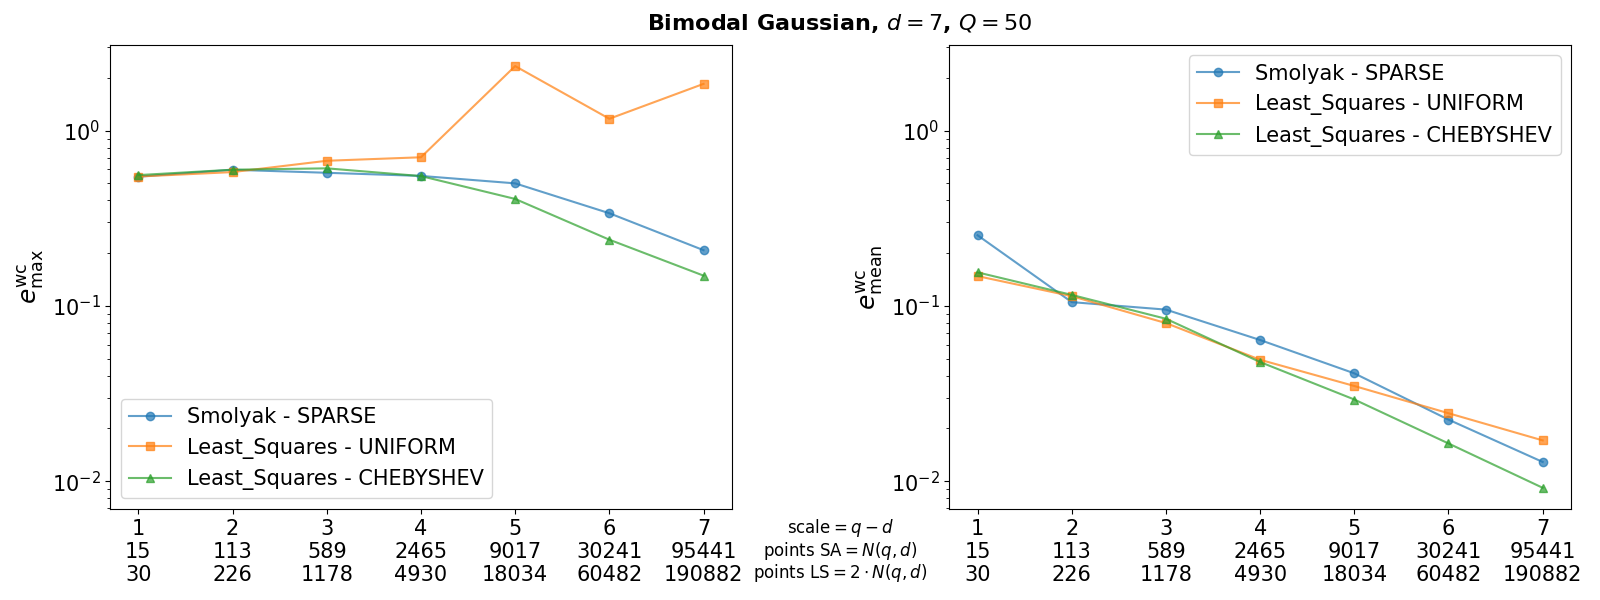 Bimodal Gaussian, d = 7, Q = 50
e^wc_max
10^0
10^-1
10^-2
Smolyak - SPARSE
Least_Squares - UNIFORM
Least_Squares - CHEBYSHEV
1 2 3 4 5 6 7
15 113 589 2465 9017 30241 95441
30 226 1178 4930 18034 60482 190882
scale = q − d
points SA = N(q, d)
points LS = 2 · N(q, d)
e^wc_mean
10^0
10^-1
10^-2
Smolyak - SPARSE
Least_Squares - UNIFORM
Least_Squares - CHEBYSHEV
1 2 3 4 5 6 7
15 113 589 2465 9017 30241 95441
30 226 1178 4930 18034 60482 190882